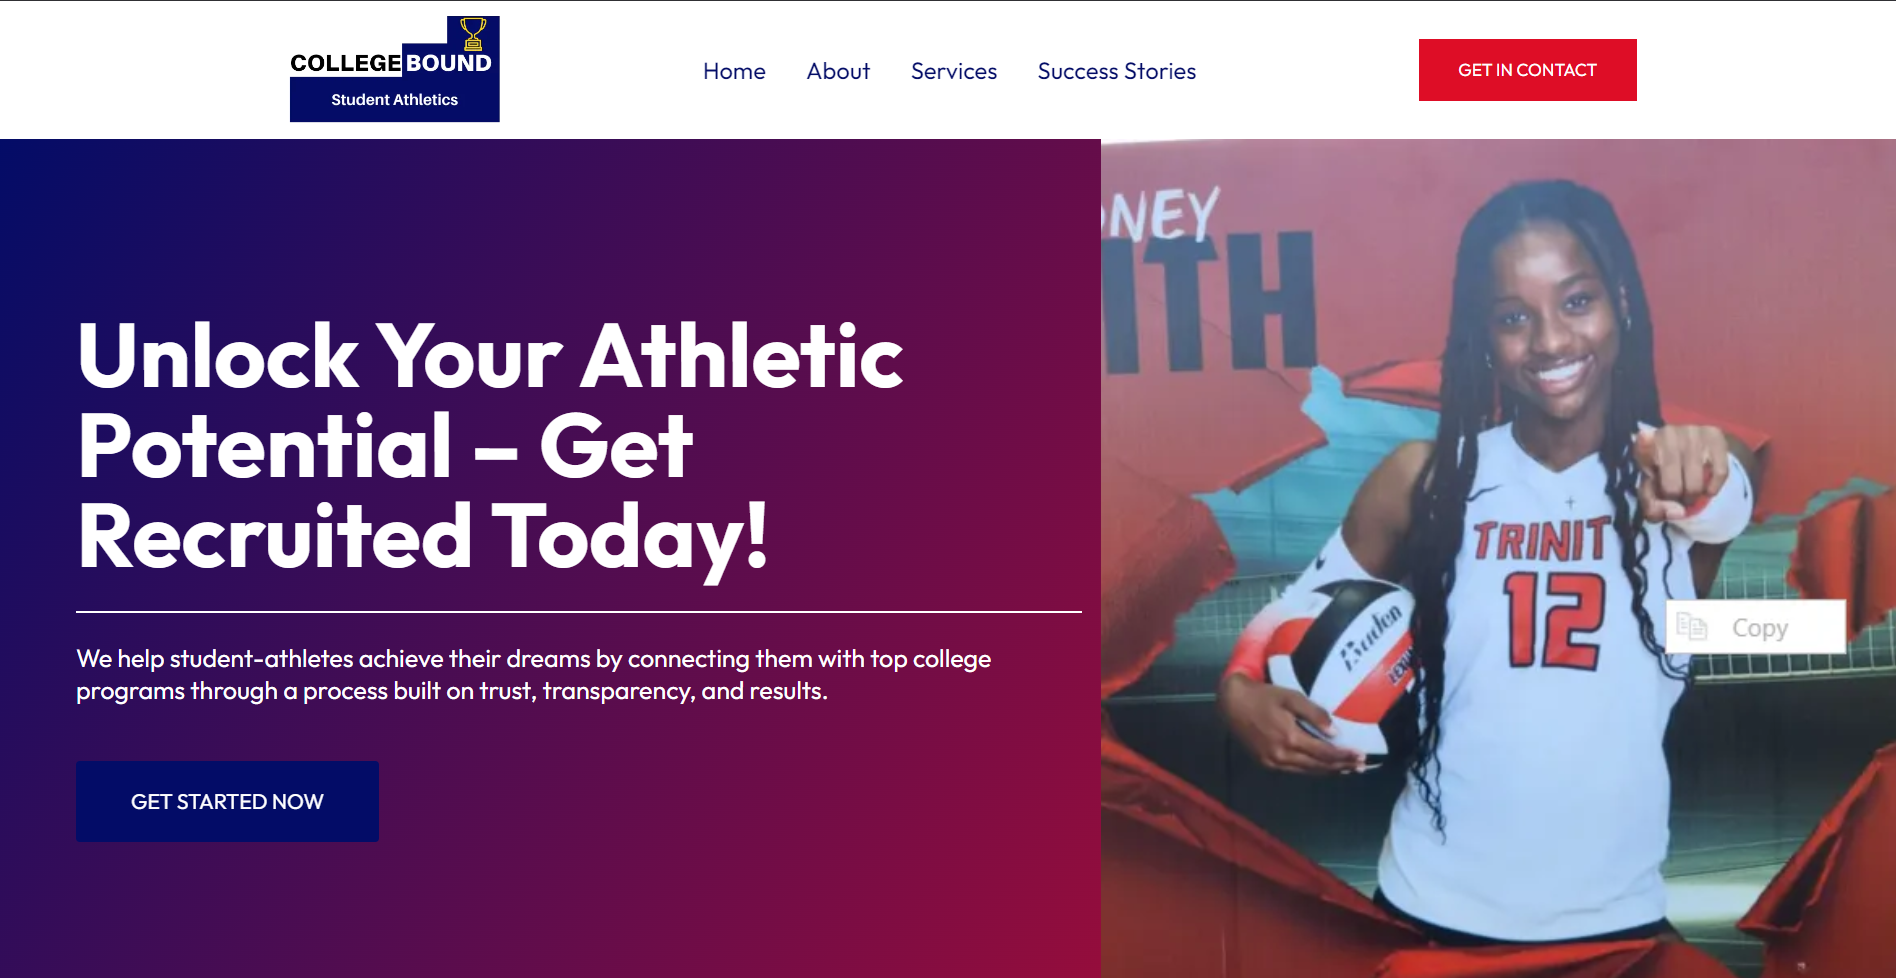 COLLEGE BOUND
Student Athletics
Home
About
Services
Success Stories
GET IN CONTACT
Unlock Your Athletic
Potential – Get
Recruited Today!
We help student-athletes achieve their dreams by connecting them with top college
programs through a process built on trust, transparency, and results.
GET STARTED NOW
NEY
ITH
TRINIT
12
Baden
Copy